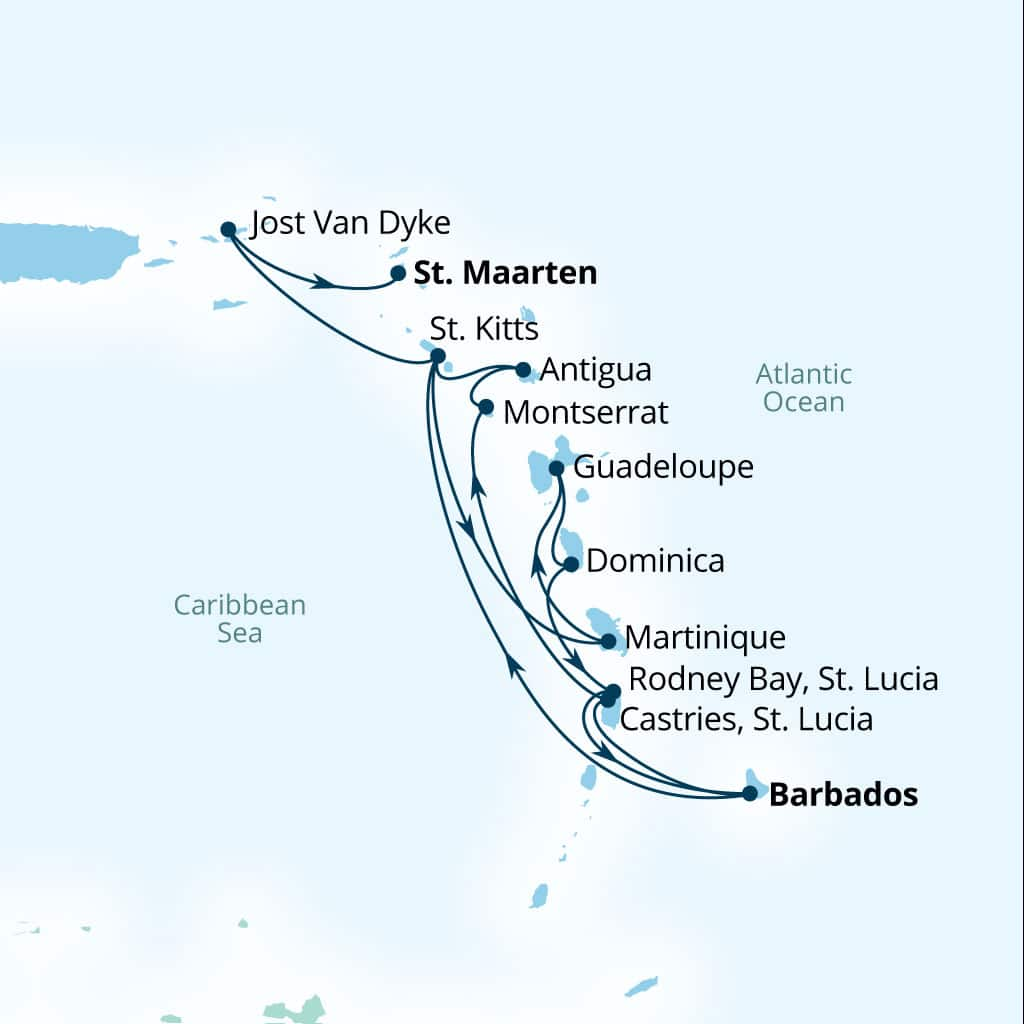 Jost Van Dyke
St. Maarten
St. Kitts
Antigua
Atlantic
Ocean
Montserrat
Guadeloupe
Dominica
Caribbean
Sea
Martinique
Rodney Bay, St. Lucia
Castries, St. Lucia
Barbados